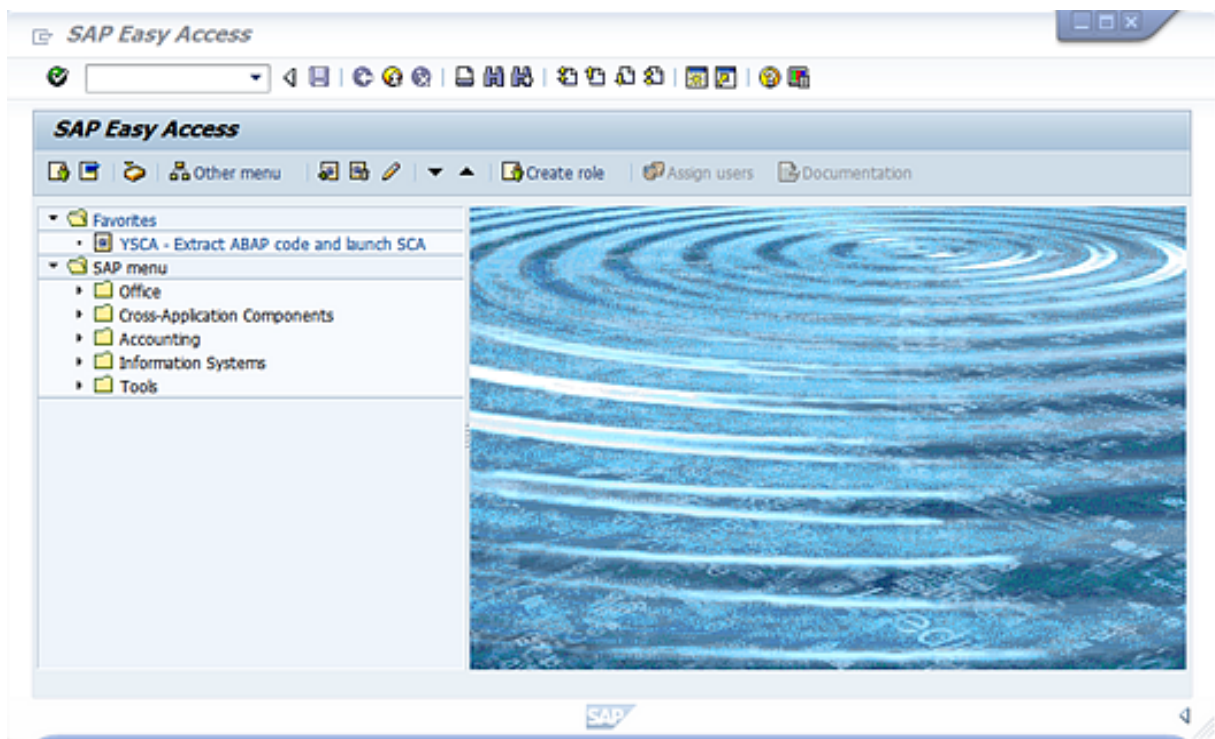 SAP Easy Access
SAP Easy Access
Other menu Create role Assign users Documentation
Favorites
YSCA - Extract ABAP code and launch SCA
SAP menu
Office
Cross-Application Components
Accounting
Information Systems
Tools
SAP